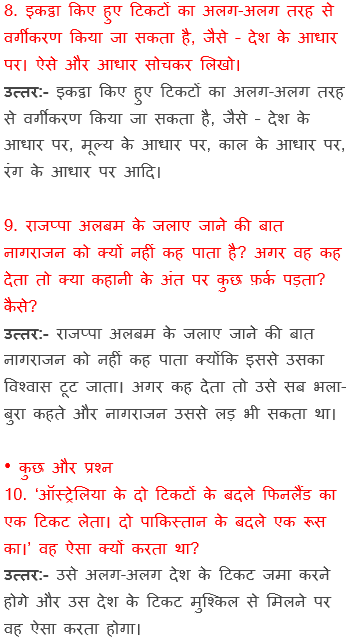 8. इकट्ठा किए हुए टिकटों का अलग-अलग तरह से
वर्गीकरण किया जा सकता है, जैसे - देश के आधार
पर। ऐसे और आधार सोचकर लिखो।
उत्तर:- इकट्ठा किए हुए टिकटों का अलग-अलग तरह
से वर्गीकरण किया जा सकता है, जैसे – देश के
आधार पर, मूल्य के आधार पर, काल के आधार पर,
रंग के आधार पर आदि।
9. राजप्पा अलबम के जलाए जाने की बात
नागराजन को क्यों नहीं कह पाता है? अगर वह कह
देता तो क्या कहानी के अंत पर कुछ फ़र्क पड़ता?
कैसे?
उत्तर:- राजप्पा अलबम के जलाए जाने की बात
नागराजन को नहीं कह पाता क्योंकि इससे उसका
विश्वास टूट जाता। अगर कह देता तो उसे सब भला-
बुरा कहते और नागराजन उससे लड़ भी सकता था।
• कुछ और प्रश्न
10. ‘ऑस्ट्रेलिया के दो टिकटों के बदले फिनलैंड का
एक टिकट लेता। दो पाकिस्तान के बदले एक रूस
का।’ वह ऐसा क्यों करता था?
उत्तर:- उसे अलग-अलग देश के टिकट जमा करने
होगे और उस देश के टिकट मुश्किल से मिलने पर
वह ऐसा करता होगा।